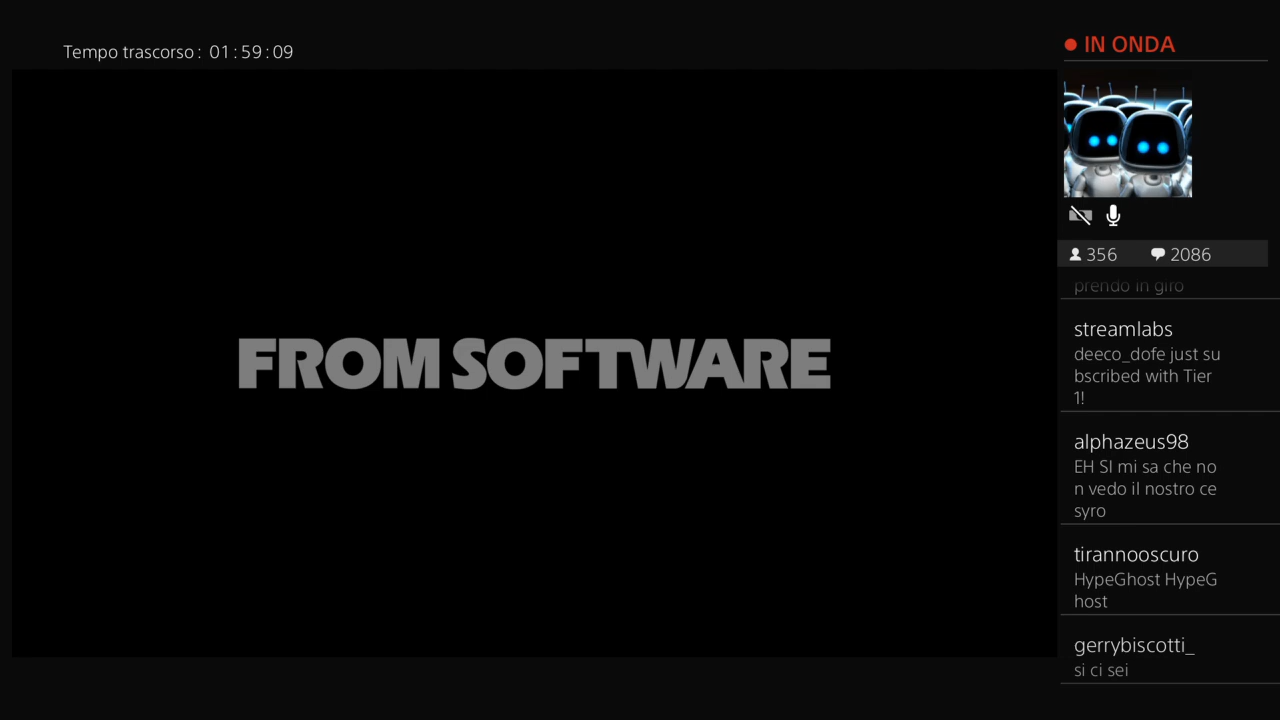 Tempo trascorso: 01:59:09
IN ONDA
FROM SOFTWARE
356 2086
prendo in giro
streamlabs
deeco_dofe just su
bscribed with Tier
1!
alphazeus98
EH SI mi sa che no
n vedo il nostro ce
syro
tirannooscuro
HypeGhost HypeG
host
gerrybiscotti_
si ci sei